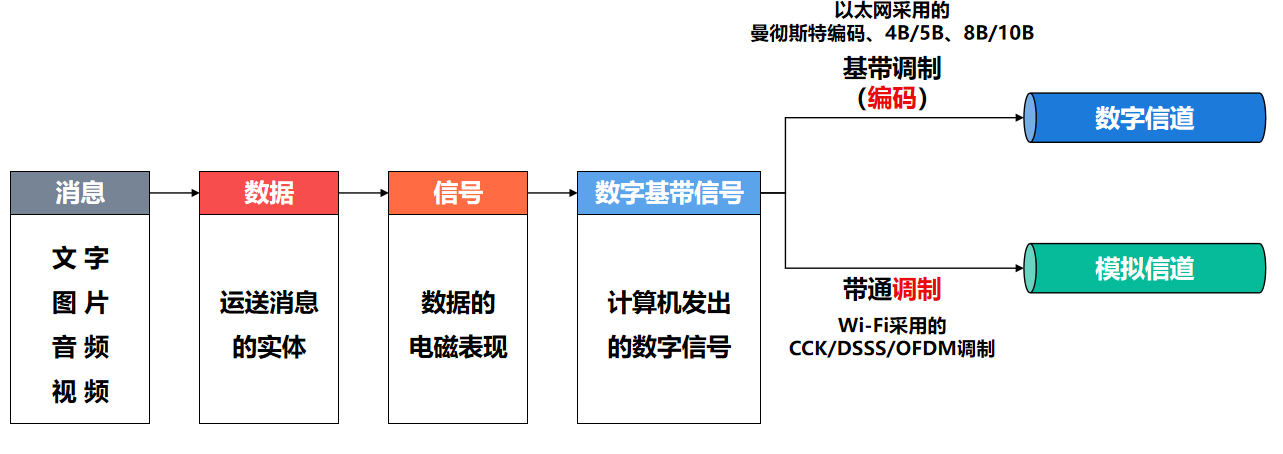 以太网采用的
曼彻斯特编码、4B/5B、8B/10B
基带调制
（编码）
数字信道
消息
数据
信号
数字基带信号
文 字
图 片
音 频
视 频
运送消息
的实体
数据的
电磁表现
计算机发出
的数字信号
模拟信道
带通调制
Wi-Fi采用的
CCK/DSSS/OFDM调制